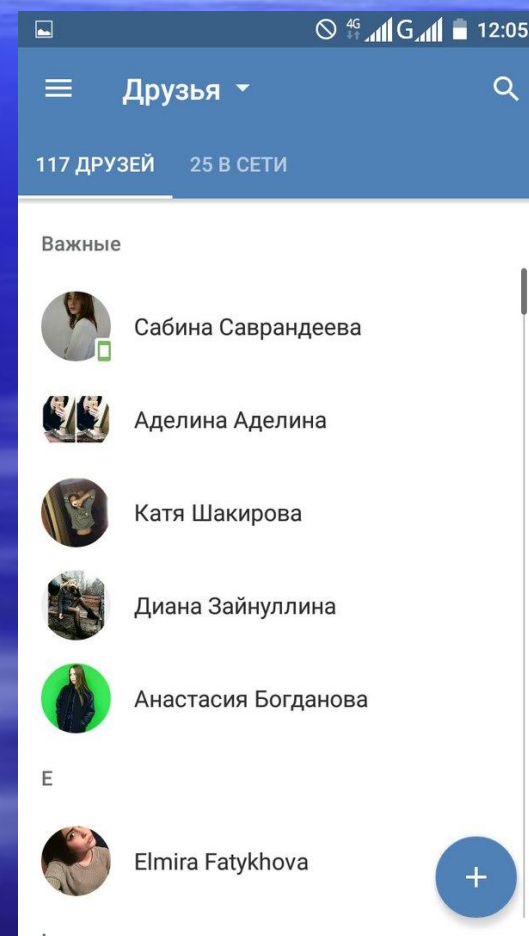 4G G 12:05
Друзья
117 ДРУЗЕЙ 25 В СЕТИ
Важные
Сабина Саврандеева
Аделина Аделина
Катя Шакирова
Диана Зайнуллина
Анастасия Богданова
E
Elmira Fatykhova